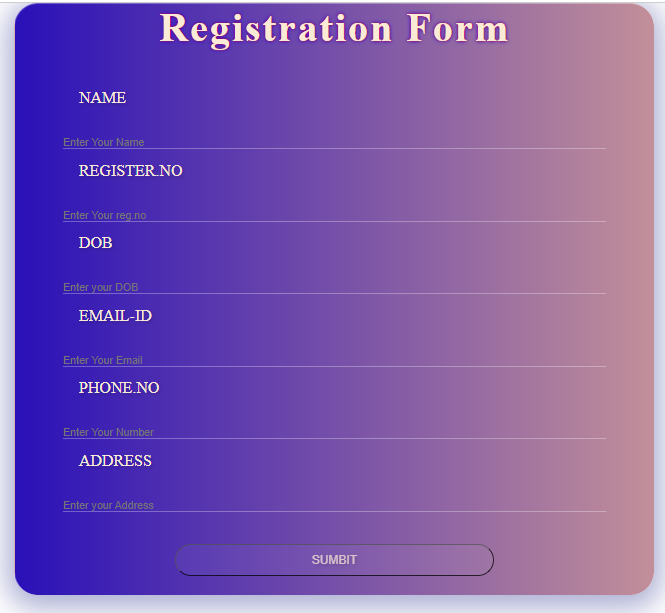 Registration Form
NAME
Enter Your Name
REGISTER.NO
Enter Your reg.no
DOB
Enter your DOB
EMAIL-ID
Enter Your Email
PHONE.NO
Enter Your Number
ADDRESS
Enter your Address
SUMBIT